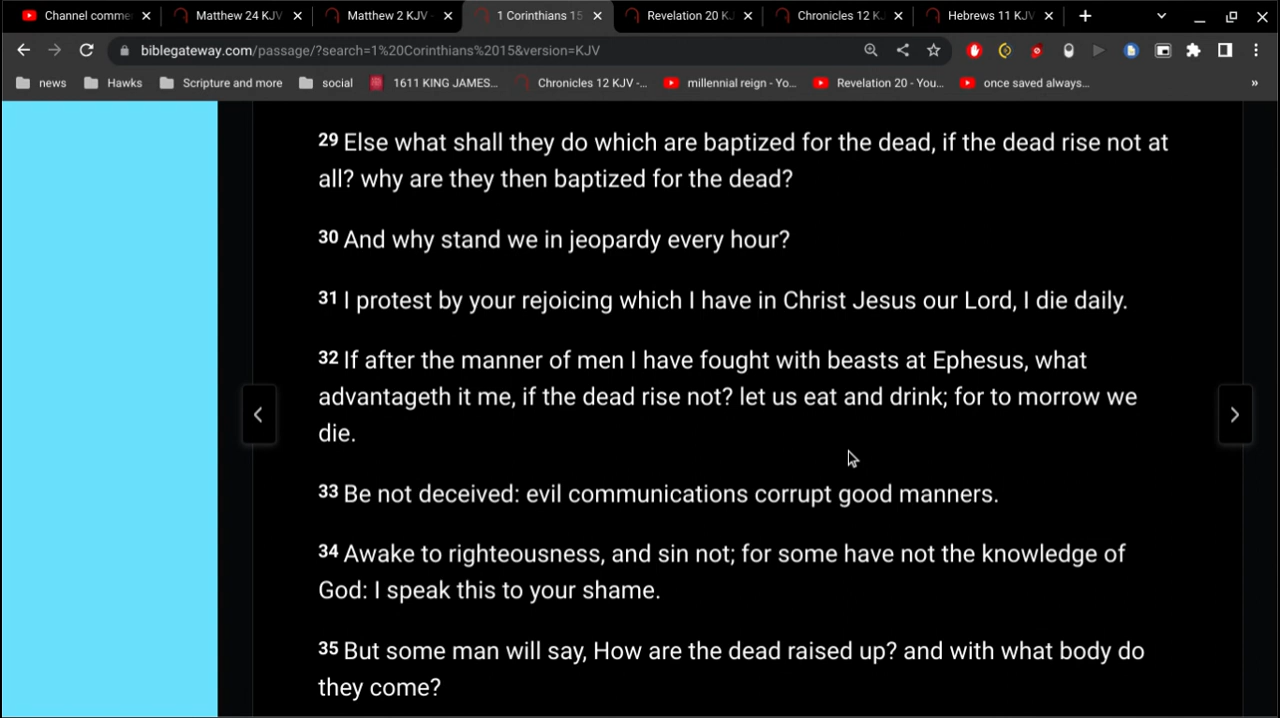 Channel comme
Matthew 24 KJV
Matthew 2 KJV -
1 Corinthians 15
Revelation 20 KJ
Chronicles 12 KJ
Hebrews 11 KJV
biblegateway.com/passage/?search=1%20Corinthians%2015&version=KJV
news Hawks Scripture and more social 1611 KING JAMES... Chronicles 12 KJV -... millennial reign - Yo... Revelation 20 - You... once saved always... »
29 Else what shall they do which are baptized for the dead, if the dead rise not at
all? why are they then baptized for the dead?
30 And why stand we in jeopardy every hour?
31 I protest by your rejoicing which I have in Christ Jesus our Lord, I die daily.
32 If after the manner of men I have fought with beasts at Ephesus, what
advantageth it me, if the dead rise not? let us eat and drink; for to morrow we
die.
33 Be not deceived: evil communications corrupt good manners.
34 Awake to righteousness, and sin not; for some have not the knowledge of
God: I speak this to your shame.
35 But some man will say, How are the dead raised up? and with what body do
they come?